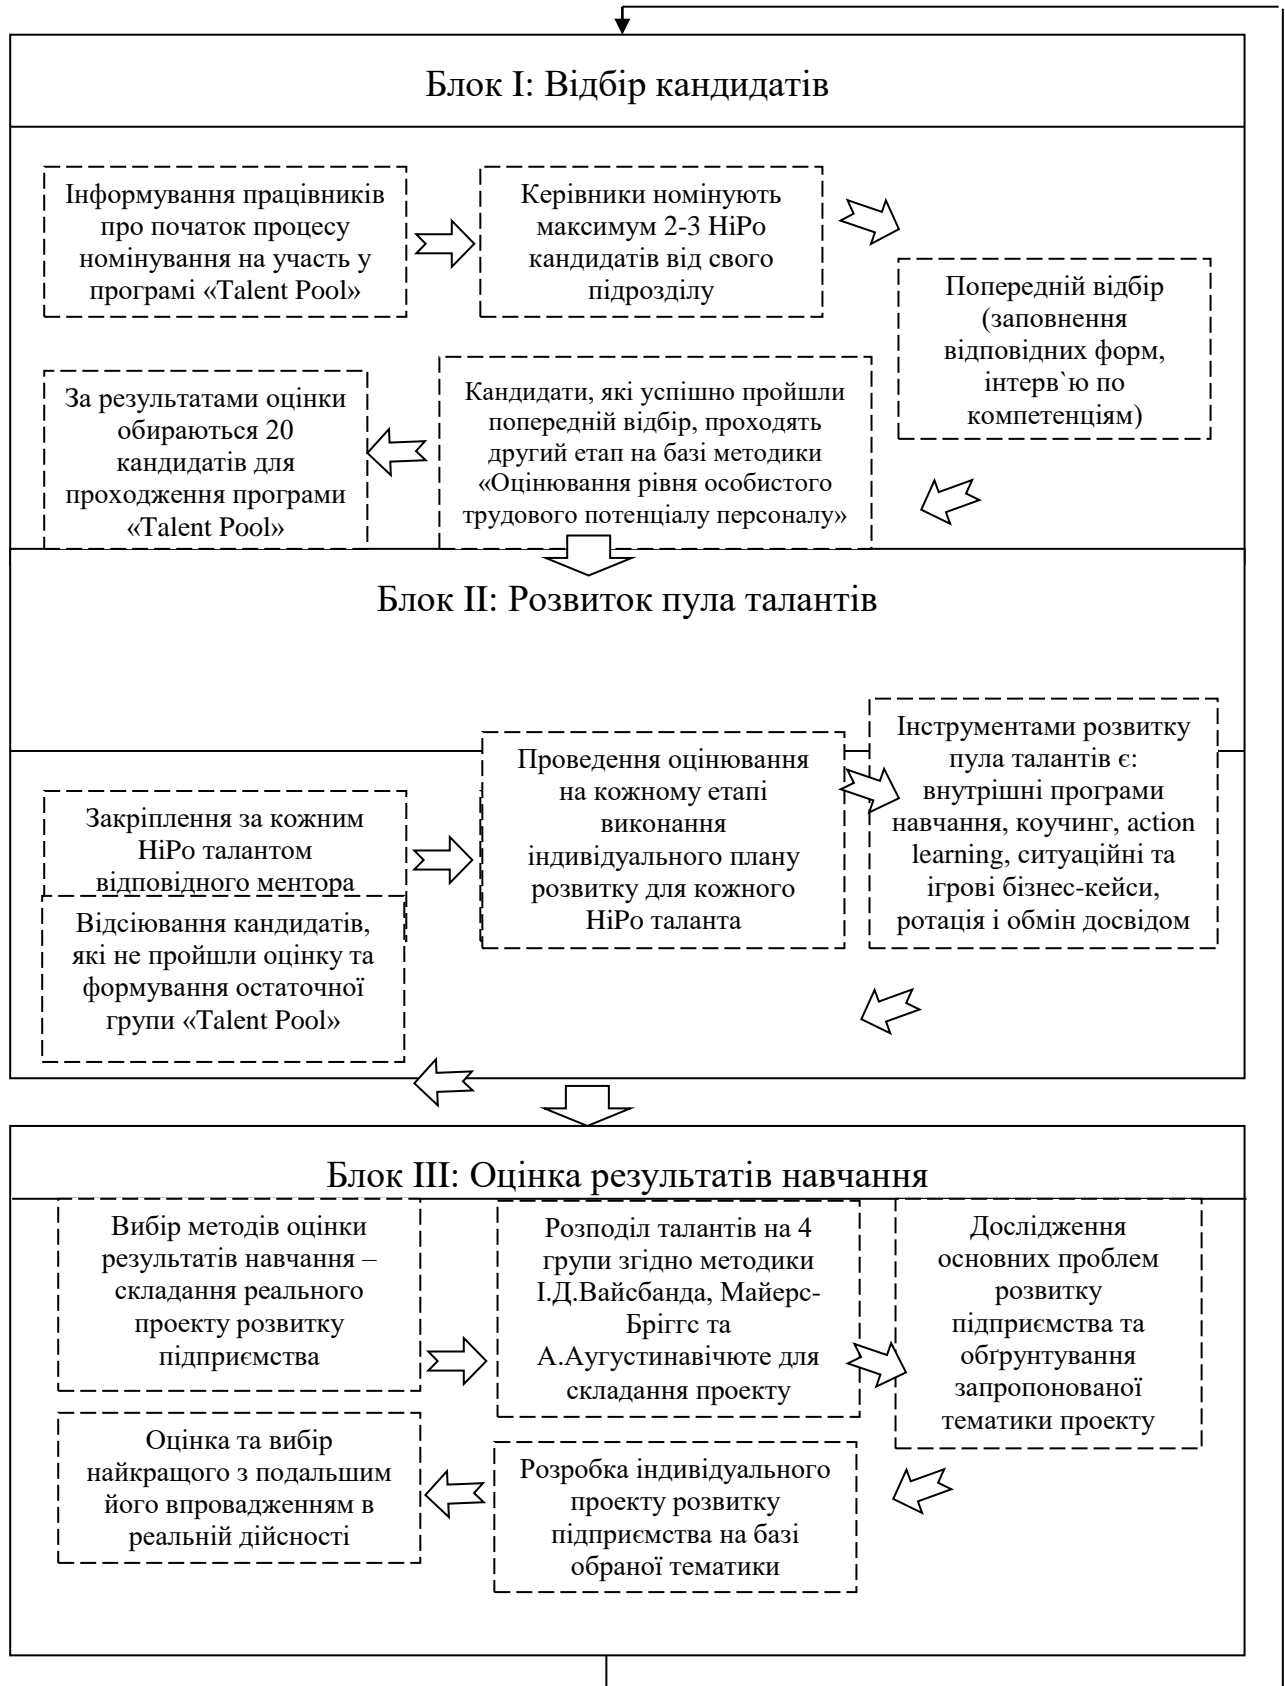 Блок І: Відбір кандидатів
Інформування працівників
про початок процесу
номінування на участь у
програмі «Talent Pool»
Керівники номінують
максимум 2-3 HiPo
кандидатів від свого
підрозділу
Попередній відбір
(заповнення
відповідних форм,
інтерв`ю по
компетенціям)
Кандидати, які успішно пройшли
попередній відбір, проходять
другий етап на базі методики
«Оцінювання рівня особистого
трудового потенціалу персоналу»
За результатами оцінки
обираються 20
кандидатів для
проходження програми
«Talent Pool»
Блок ІІ: Розвиток пула талантів
Закріплення за кожним
HiPo талантом
відповідного ментора
Проведення оцінювання
на кожному етапі
виконання
індивідуального плану
розвитку для кожного
HiPo таланта
Інструментами розвитку
пула талантів є:
внутрішні програми
навчання, коучинг, action
learning, ситуаційні та
ігрові бізнес-кейси,
ротація і обмін досвідом
Відсіювання кандидатів,
які не пройшли оцінку та
формування остаточної
групи «Talent Pool»
Блок ІІІ: Оцінка результатів навчання
Вибір методів оцінки
результатів навчання –
складання реального
проекту розвитку
підприємства
Розподіл талантів на 4
групи згідно методики
І.Д.Вайсбанда, Майерс-
Бріггс та
А.Аугустинавічюте для
складання проекту
Дослідження
основних проблем
розвитку
підприємства та
обґрунтування
запропонованої
тематики проекту
Розробка індивідуального
проекту розвитку
підприємства на базі
обраної тематики
Оцінка та вибір
найкращого з подальшим
його впровадженням в
реальній дійсності